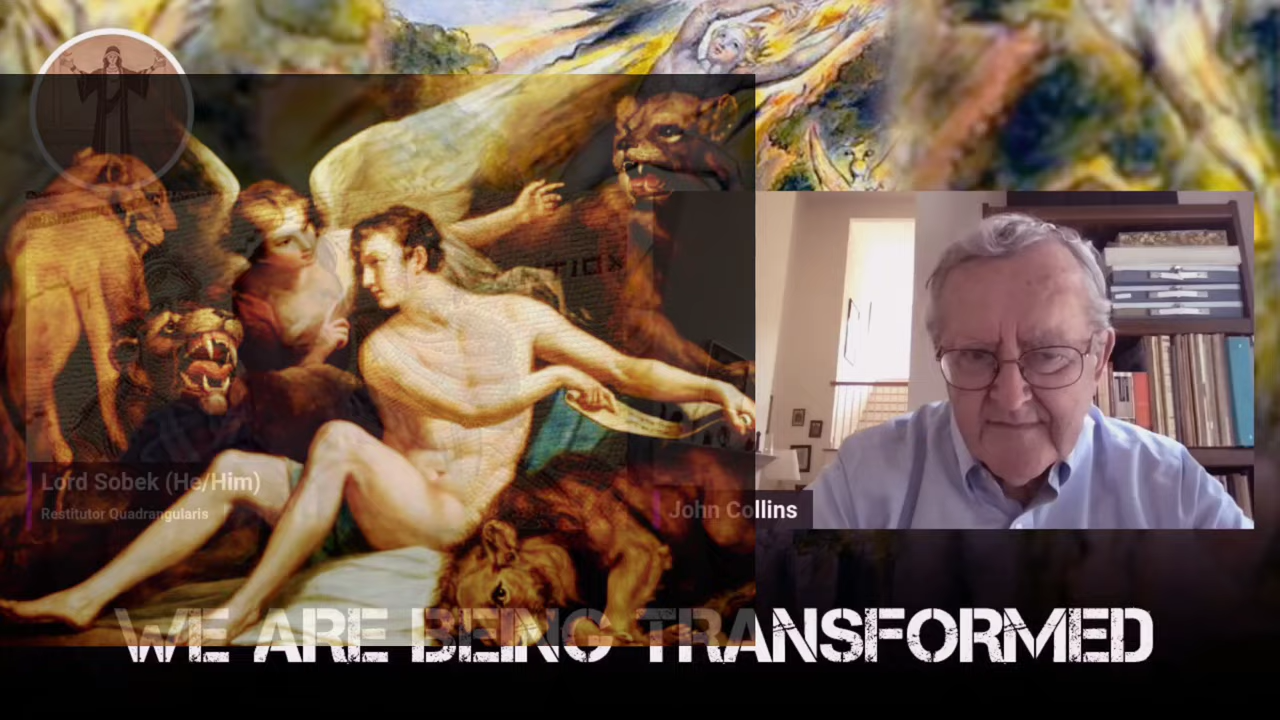 Lord Sobek (He/Him)
Restitutor Quadrangularis
John Collins
WE ARE BEING TRANSFORMED